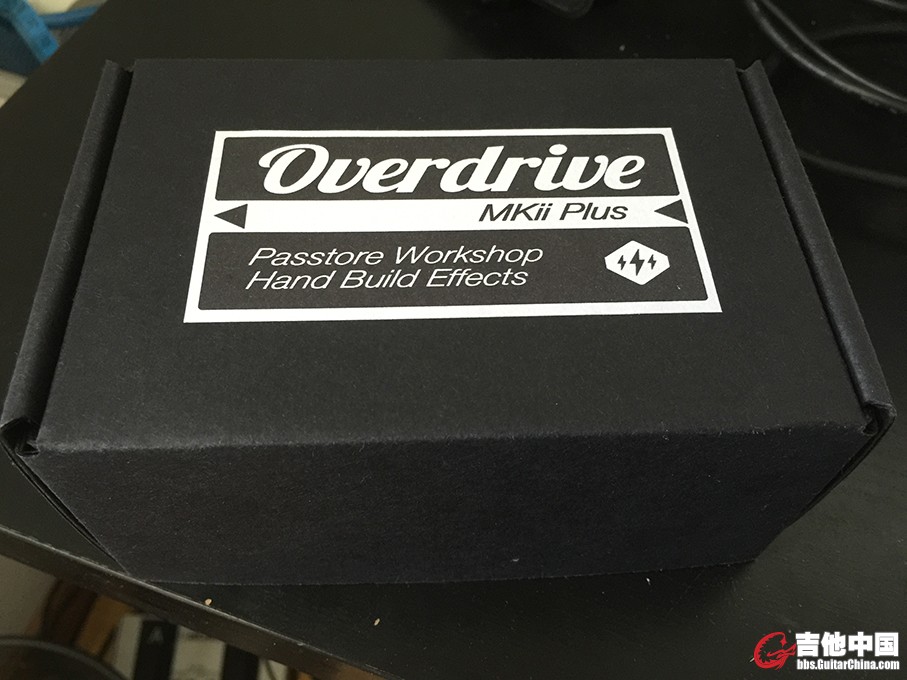 Overdrive
MKii Plus
Passtore Workshop
Hand Build Effects
吉他中国
bbs.GuitarChina.com